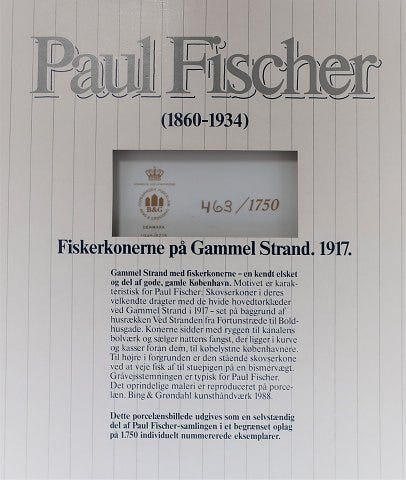 Paul Fischer
(1860-1934)
B&G
DENMARK
463/1750
Fiskerkonerne på Gammel Strand. 1917.
Gammel Strand med fiskerkonerne – en kendt elsket
og del af gode, gamle København. Motivet er karak-
teristisk for Paul Fischer: Skovserkoner i deres
velkendte dragter med de hvide hovedtørklæder
ved Gammel Strand i 1917 – set på baggrund af
husrækken Ved Stranden fra Fortunstræde til Bold-
husgade. Konerne sidder med ryggen til kanalens
bolværk og sælger nattens fangst, der ligger i kurve
og kasser foran dem, til købelystne københavnere.
Til højre i forgrunden er den stående skovserkone
ved at veje fisk af til stuepigen på en bismervægt.
Gråvejrsstemningen er typisk for Paul Fischer.
Det oprindelige maleri er reproduceret på porce-
læn. Bing & Grøndahl kunsthåndværk 1988.
Dette porcelænsbillede udgives som en selvstændig
del af Paul Fischer-samlingen i et begrænset oplag
på 1.750 individuelt nummererede eksemplarer.